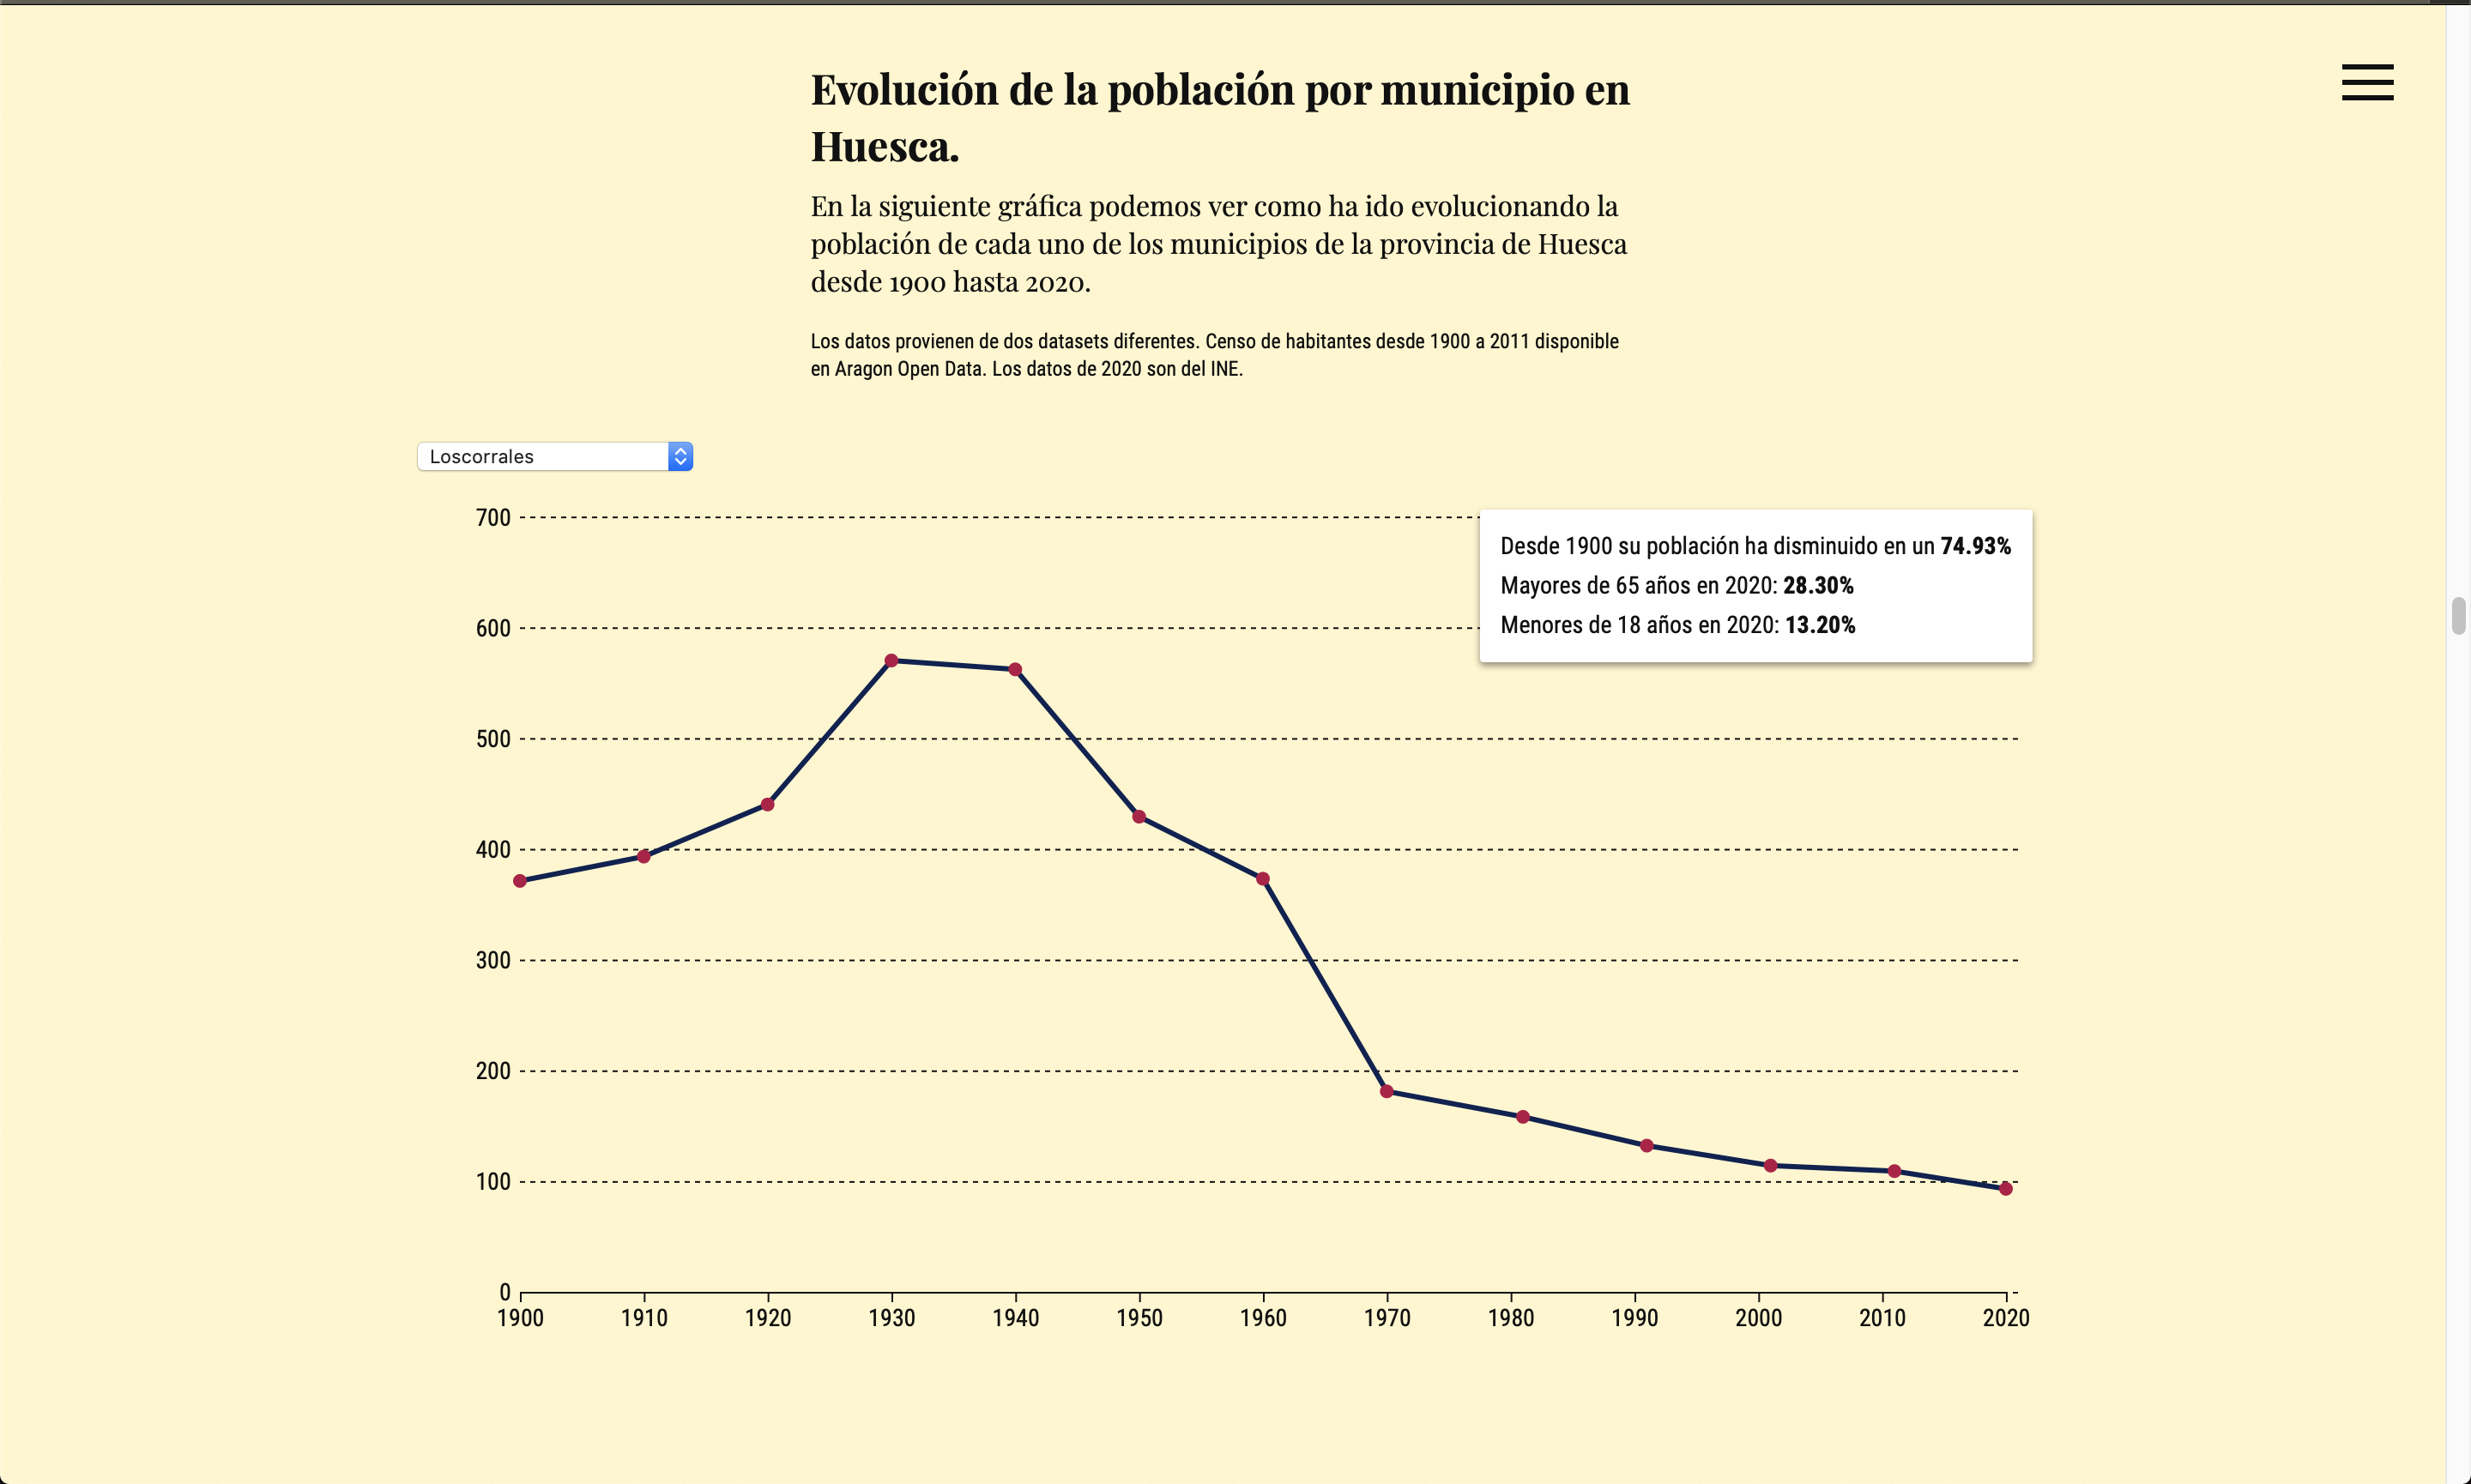 Evolución de la población por municipio en
Huesca.
En la siguiente gráfica podemos ver como ha ido evolucionando la
población de cada uno de los municipios de la provincia de Huesca
desde 1900 hasta 2020.
Los datos provienen de dos datasets diferentes. Censo de habitantes desde 1900 a 2011 disponible
en Aragon Open Data. Los datos de 2020 son del INE.
Loscorrales
Desde 1900 su población ha disminuido en un 74.93%
Mayores de 65 años en 2020: 28.30%
Menores de 18 años en 2020: 13.20%
700
600
500
400
300
200
100
0
1900 1910 1920 1930 1940 1950 1960 1970 1980 1990 2000 2010 2020